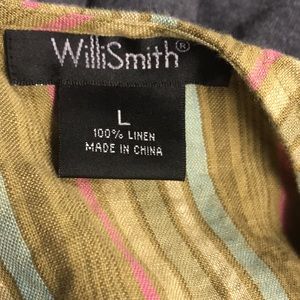 WilliSmith®
L
100% LINEN
MADE IN CHINA